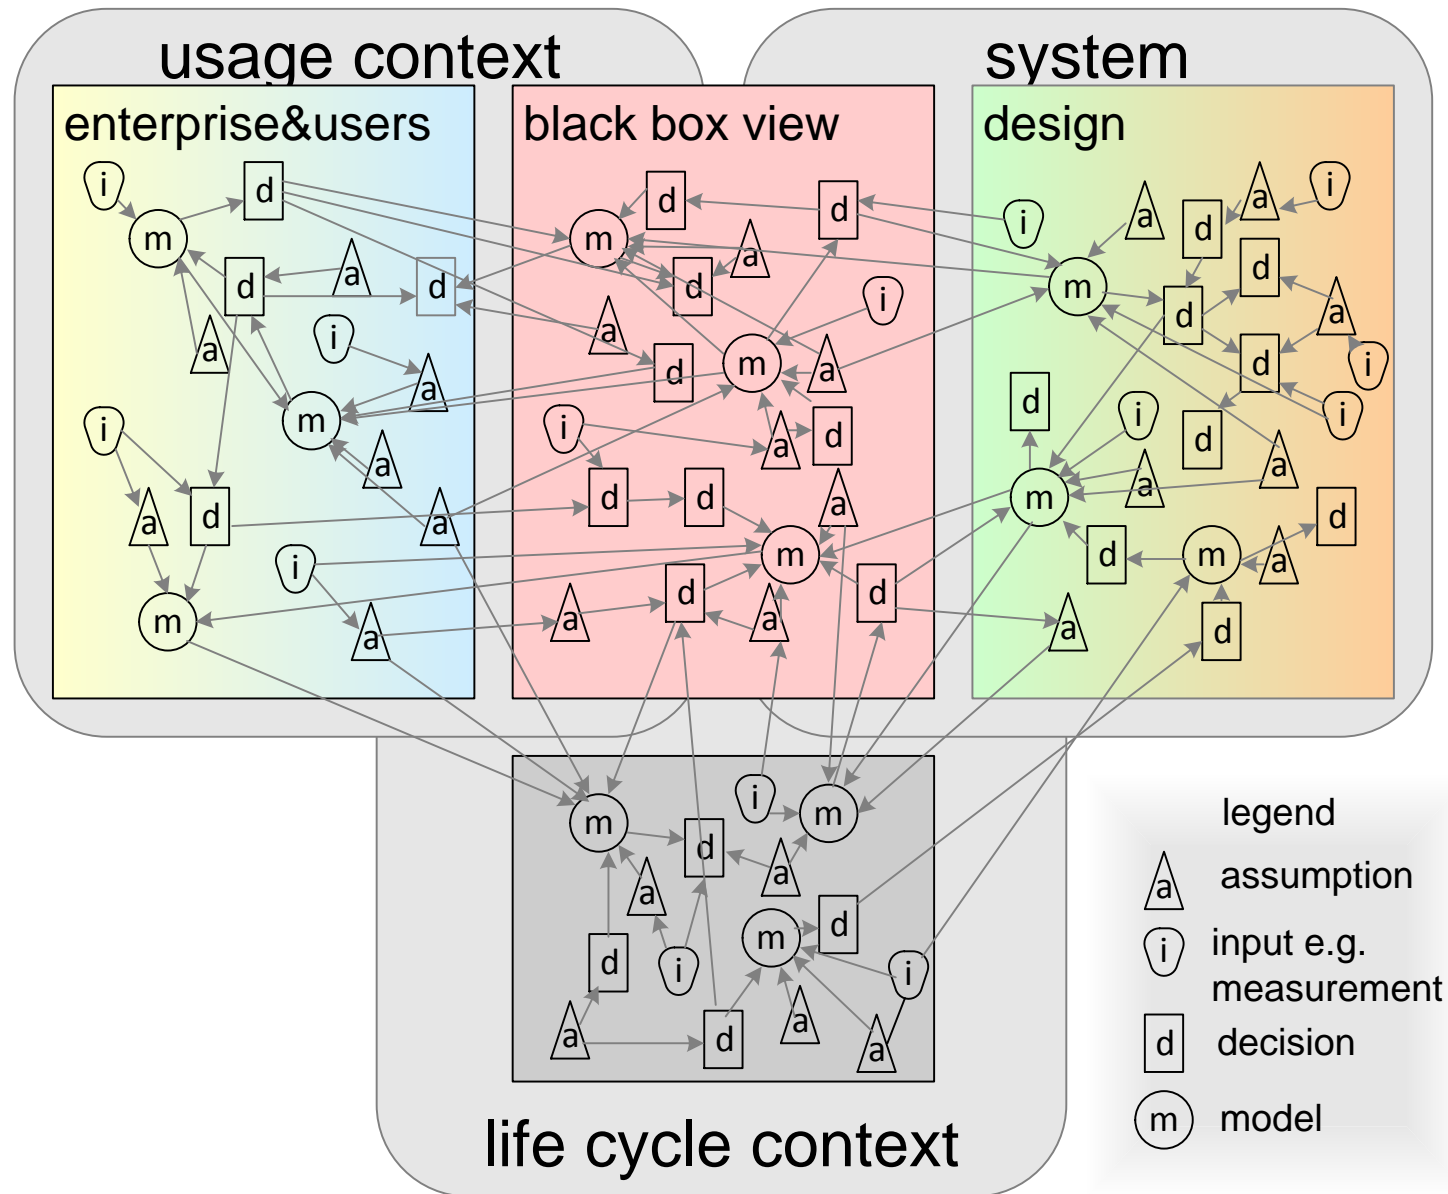 usage context
system
enterprise&users
black box view
design
i
d
m
a
d
d
a
i
a
m
i
a
a
d
a
i
a
m
d
d
m
a
d
i
a
d
m
a
i
a
d
d
d
a
m
d
a
a
d
i
a
d
a
i
m
d
d
a
d
i
d
i
d
i
a
m
a
d
d
m
a
a
d
m
i
m
d
a
a
m
d
d
i
i
a
d
a
a
legend
a assumption
i input e.g.
measurement
d decision
m model
life cycle context